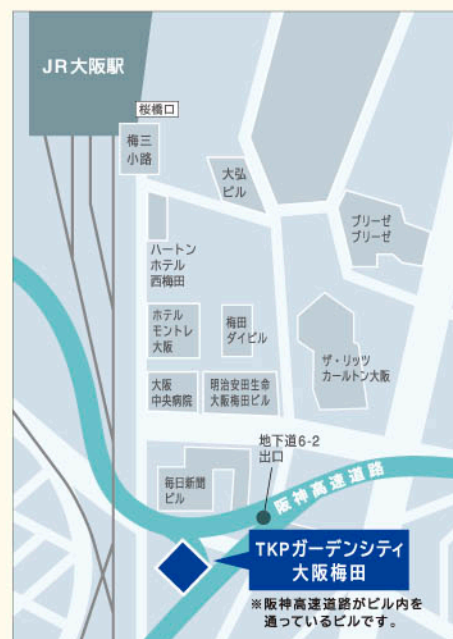 JR大阪駅
桜橋口
梅三
小路
大弘
ビル
ブリーゼ
ブリーゼ
ハートン
ホテル
西梅田
ホテル
モントレ
大阪
梅田
ダイビル
ザ・リッツ
カールトン大阪
大阪
中央病院
明治安田生命
大阪梅田ビル
地下道6-2
出口
阪神高速道路
毎日新聞
ビル
TKPガーデンシティ
大阪梅田
※阪神高速道路がビル内を
通っているビルです。